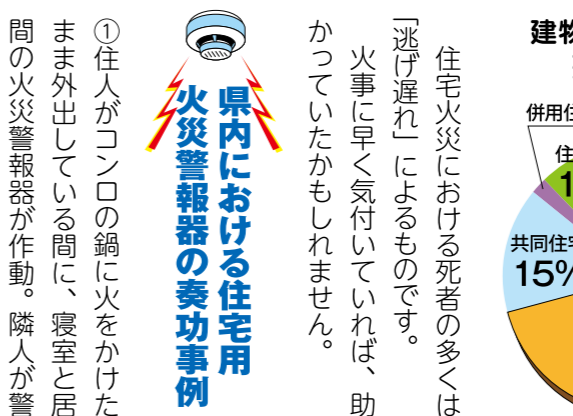 建物
併用住
住
1
共同住宅
15%
住宅火災における死者の多くは
「逃げ遅れ」によるものです。
火事に早く気付いていれば、助
かっていたかもしれません。
県内における住宅用
火災警報器の奏功事例
①住人がコンロの鍋に火をかけた
まま外出している間に、寝室と居
間の火災警報器が作動。隣人が警